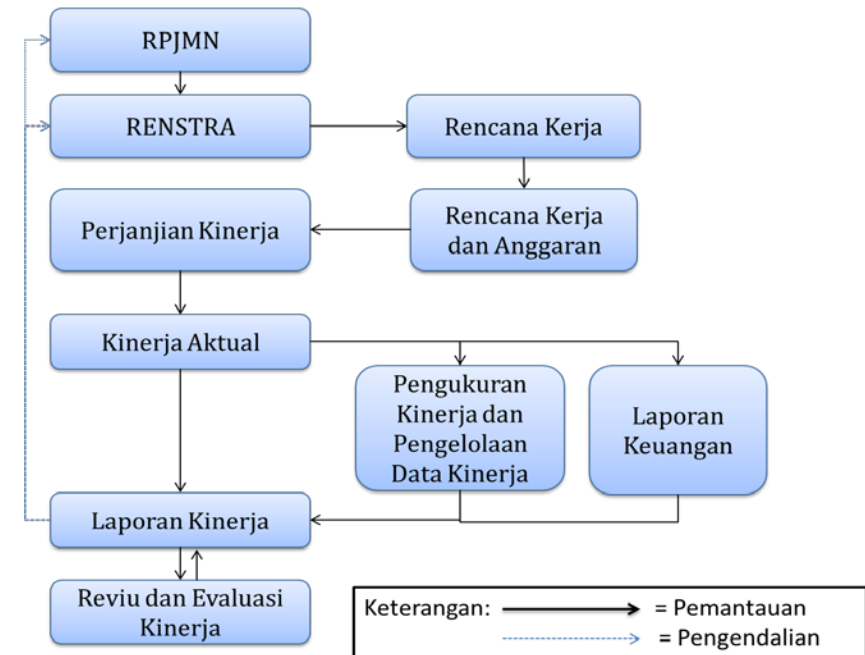 RPJMN
RENSTRA
Rencana Kerja
Perjanjian Kinerja
Rencana Kerja
dan Anggaran
Kinerja Aktual
Pengukuran
Kinerja dan
Pengelolaan
Data Kinerja
Laporan
Keuangan
Laporan Kinerja
Reviu dan Evaluasi
Kinerja
Keterangan:
= Pemantauan
= Pengendalian